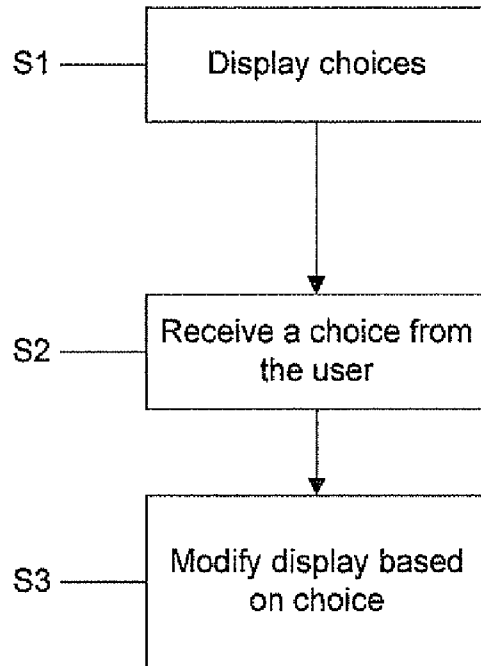 S1
Display choices
S2
Receive a choice from
the user
S3
Modify display based
on choice